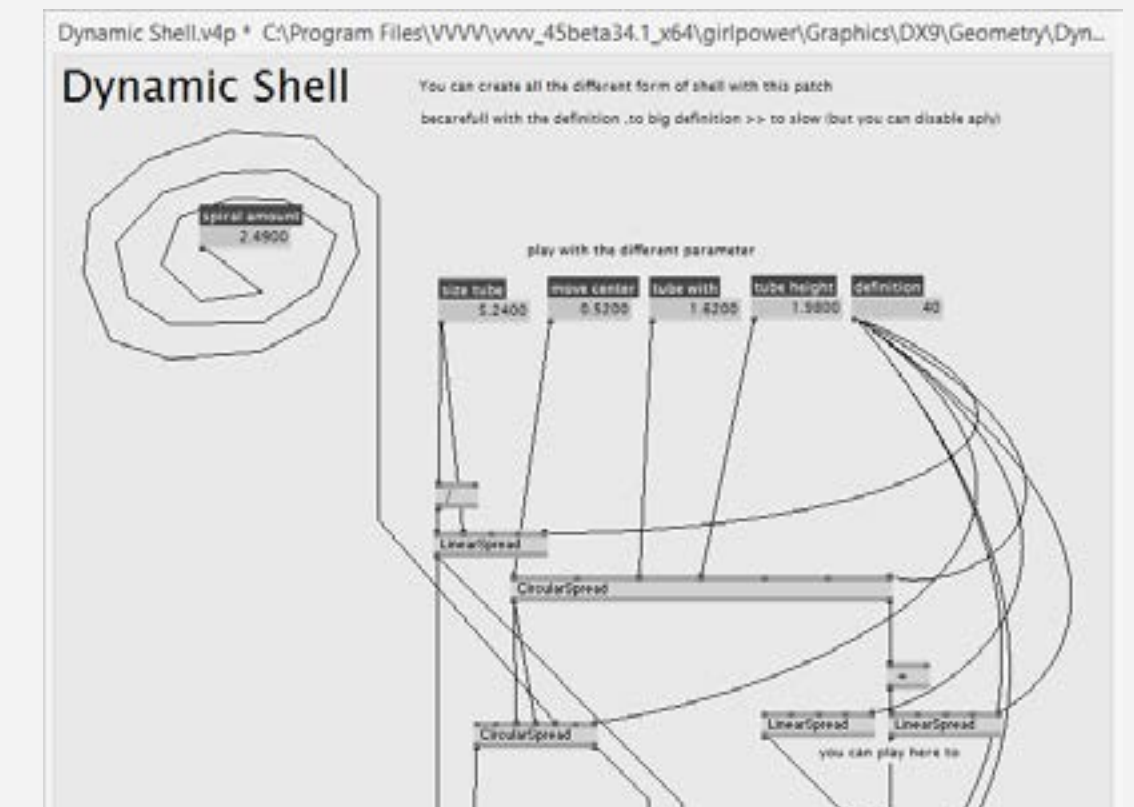 Dynamic Shell.v4p * C:\Program Files\VVVV\vvvv_45beta34.1_x64\girlpower\Graphics\DX9\Geometry\Dyn...
Dynamic Shell
You can create all the different form of shell with this patch
becarefull with the definition .to big definition >> to slow (but you can disable aply)
spiral amount
2.4900
play with the different parameter
size tube
5.2400
move center
0.5200
tube with
1.6200
tube height
1.9800
definition
40
/
LinearSpread
CircularSpread
*
CircularSpread
LinearSpread
LinearSpread
you can play here to